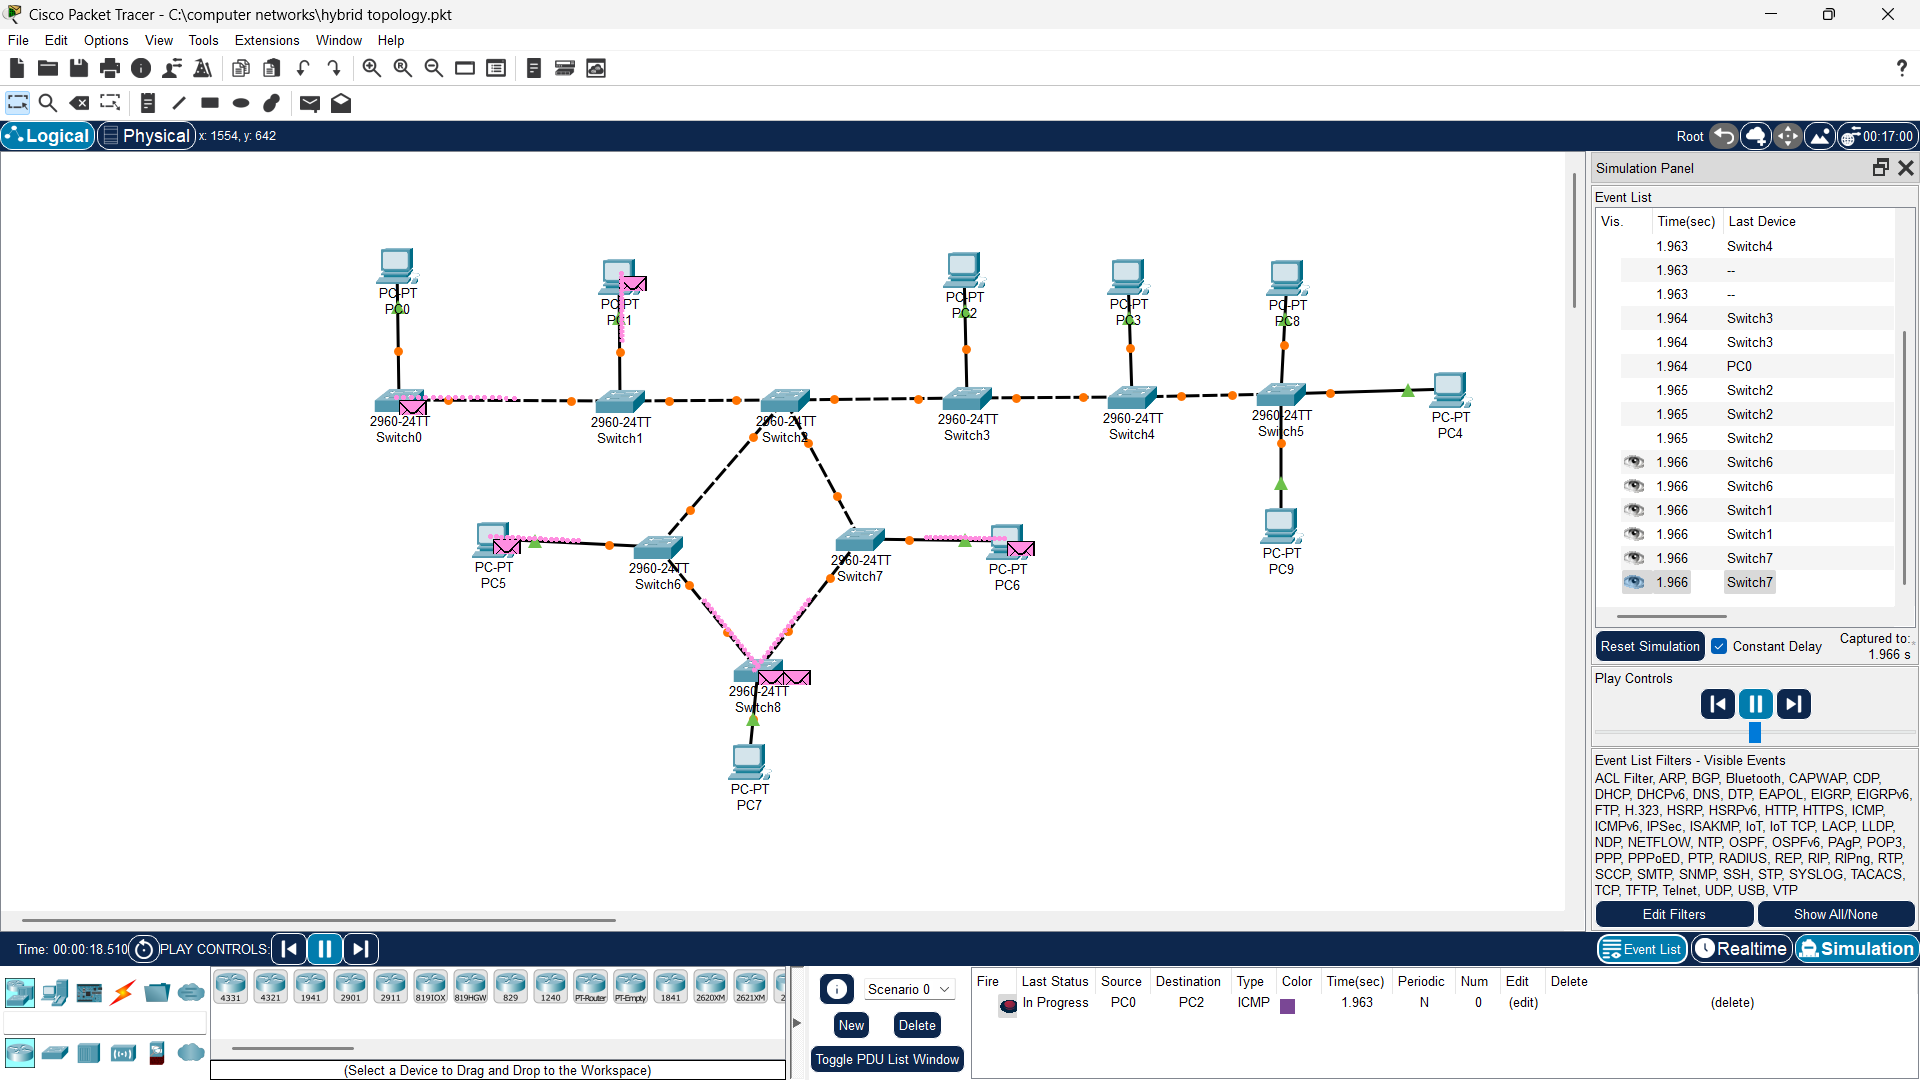 Cisco Packet Tracer - C:\computer networks\hybrid topology.pkt
File Edit Options View Tools Extensions Window Help
?
Logical Physical x: 1554, y: 642
Root 00:17:00
PC-PT
PC0
PC-PT
PC1
PC-PT
PC2
PC-PT
PC3
PC-PT
PC8
2960-24TT
Switch0
2960-24TT
Switch1
2960-24TT
Switch2
2960-24TT
Switch3
2960-24TT
Switch4
2960-24TT
Switch5
PC-PT
PC4
PC-PT
PC5
2960-24TT
Switch6
2960-24TT
Switch7
PC-PT
PC6
PC-PT
PC9
2960-24TT
Switch8
PC-PT
PC7
Simulation Panel
Event List
Vis. Time(sec) Last Device
1.963 Switch4
1.963 --
1.963 --
1.964 Switch3
1.964 Switch3
1.964 PC0
1.965 Switch2
1.965 Switch2
1.965 Switch2
1.966 Switch6
1.966 Switch6
1.966 Switch1
1.966 Switch1
1.966 Switch7
1.966 Switch7
Reset Simulation Constant Delay Captured to:
1.966 s
Play Controls
Event List Filters - Visible Events
ACL Filter, ARP, BGP, Bluetooth, CAPWAP, CDP,
DHCP, DHCPv6, DNS, DTP, EAPOL, EIGRP, EIGRPv6,
FTP, H.323, HSRP, HSRPv6, HTTP, HTTPS, ICMP,
ICMPv6, IPSec, ISAKMP, IoT, IoT TCP, LACP, LLDP,
NDP, NETFLOW, NTP, OSPF, OSPFv6, PAgP, POP3,
PPP, PPPoED, PTP, RADIUS, REP, RIP, RIPng, RTP,
SCCP, SMTP, SNMP, SSH, STP, SYSLOG, TACACS,
TCP, TFTP, Telnet, UDP, USB, VTP
Edit Filters Show All/None
Time: 00:00:18.510 PLAY CONTROLS:
Event List Realtime Simulation
4331 4321 1941 2901 2911 819IOX 819HGW 829 1240 PT-Router PT-Empty 1841 2620XM 2621XM 2
(Select a Device to Drag and Drop to the Workspace)
Scenario 0
New Delete
Toggle PDU List Window
Fire Last Status Source Destination Type Color Time(sec) Periodic Num Edit Delete
In Progress PC0 PC2 ICMP 1.963 N 0 (edit) (delete)